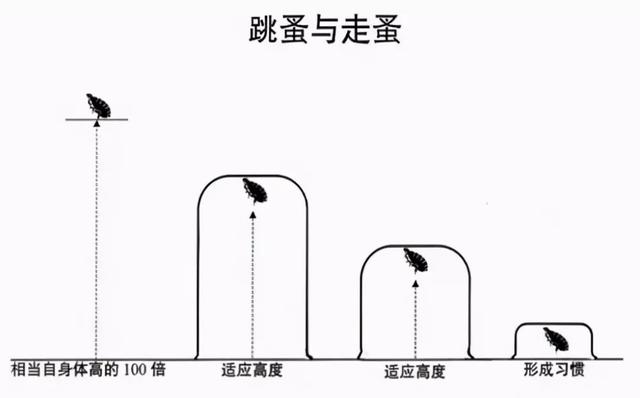 跳蚤与走蚤
相当自身体高的 100 倍
适应高度
适应高度
形成习惯